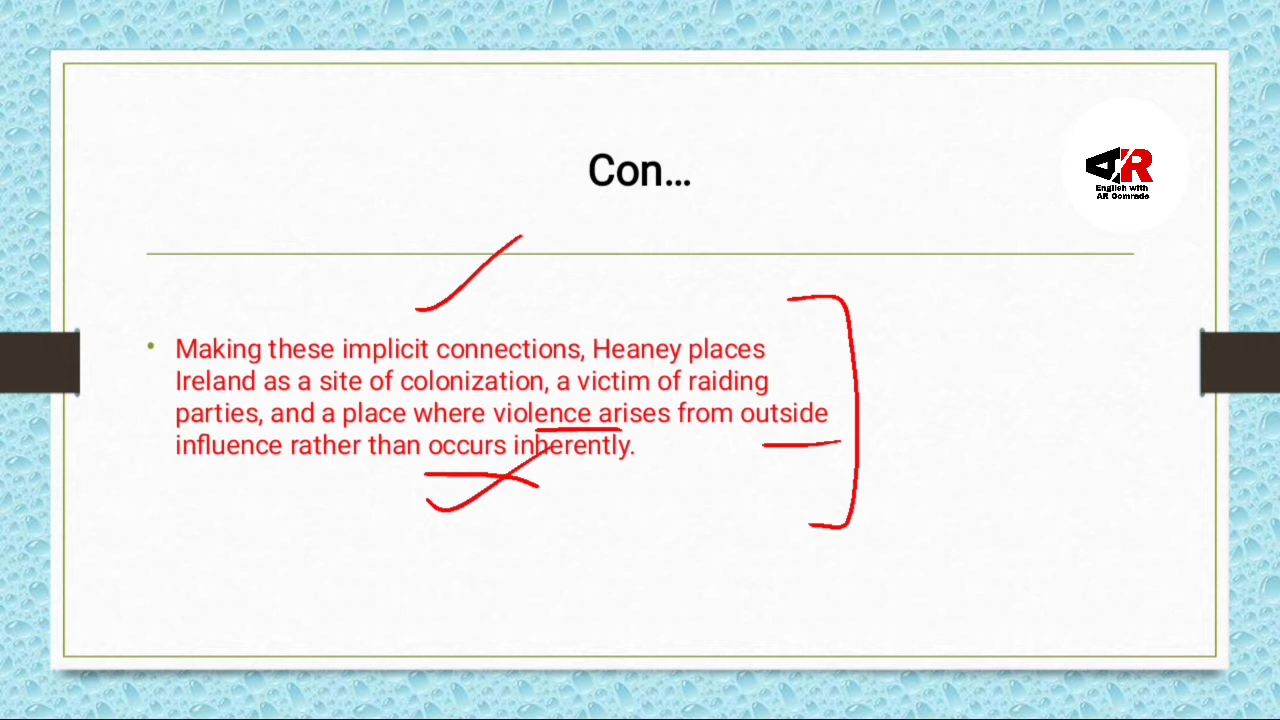 Con...
AR
English with
AR Comrade
Making these implicit connections, Heaney places
Ireland as a site of colonization, a victim of raiding
parties, and a place where violence arises from outside
influence rather than occurs inherently.